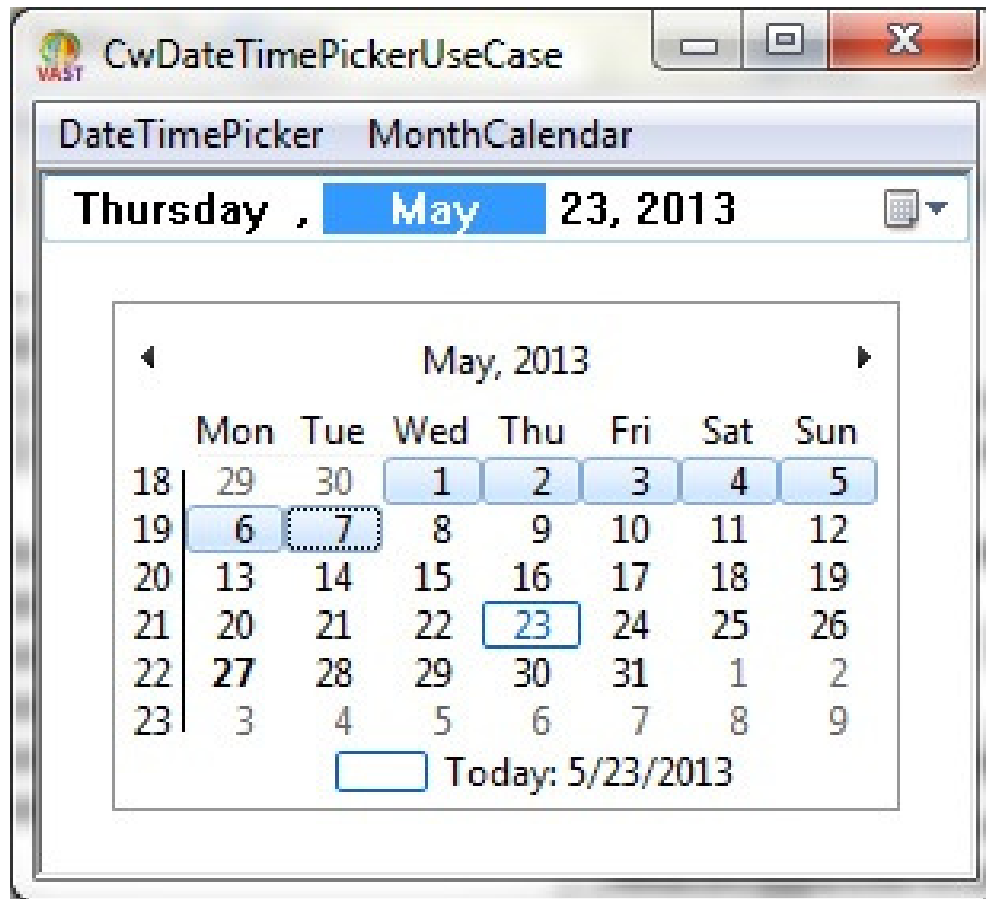 VAST CwDateTimePickerUseCase
DateTimePicker MonthCalendar
Thursday , May 23, 2013
May, 2013
Mon Tue Wed Thu Fri Sat Sun
18 29 30 1 2 3 4 5
19 6 7 8 9 10 11 12
20 13 14 15 16 17 18 19
21 20 21 22 23 24 25 26
22 27 28 29 30 31 1 2
23 3 4 5 6 7 8 9
Today: 5/23/2013